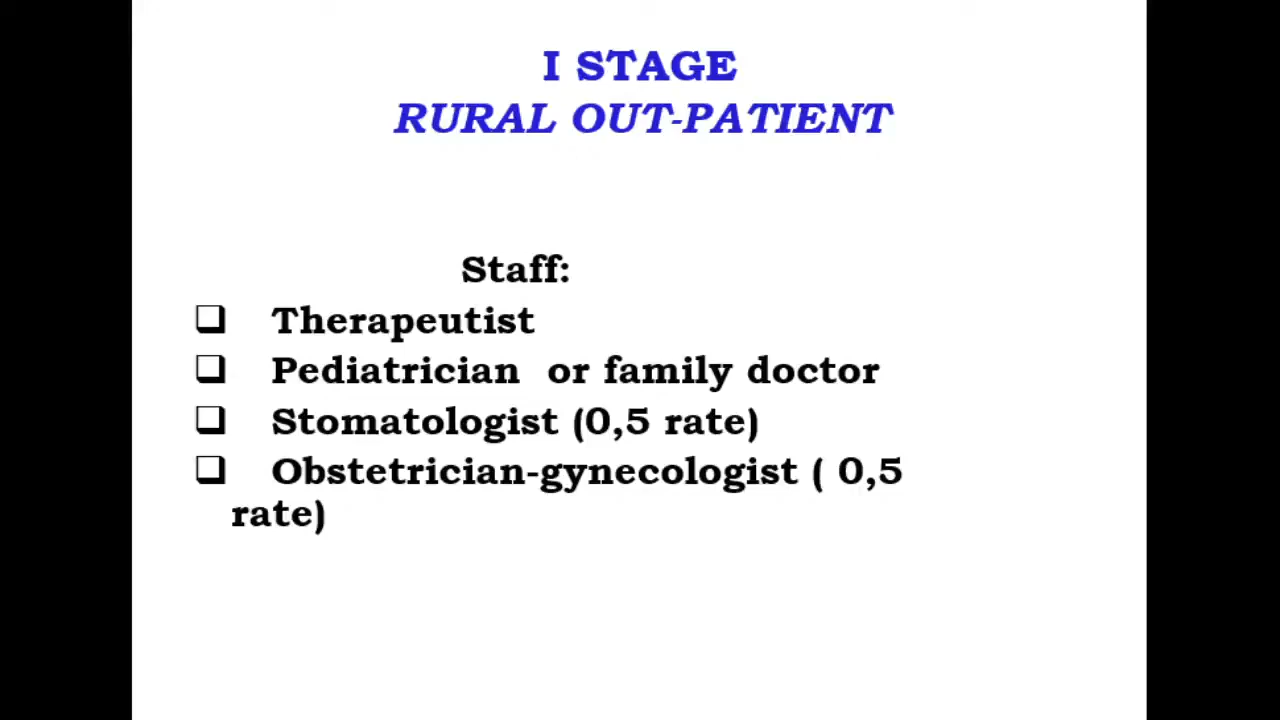 I STAGE
RURAL OUT-PATIENT
Staff:
❑ Therapeutist
❑ Pediatrician or family doctor
❑ Stomatologist (0,5 rate)
❑ Obstetrician-gynecologist ( 0,5
rate)